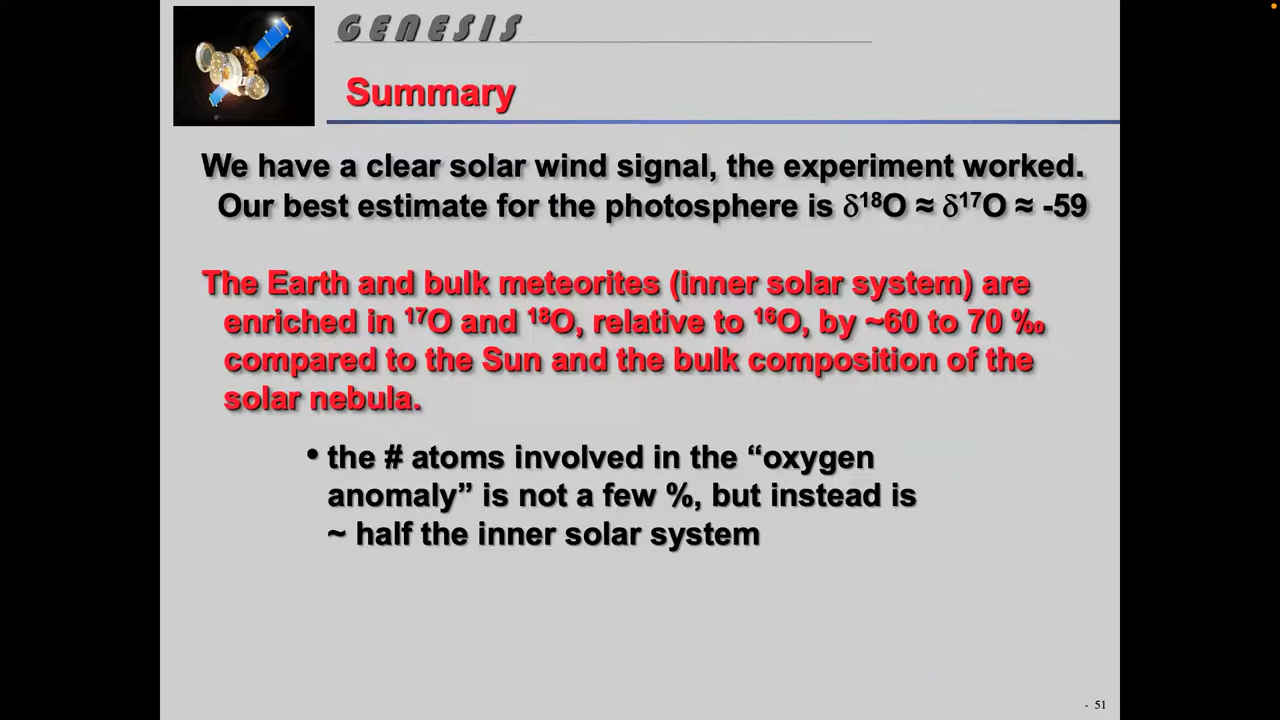 GENESIS
Summary
We have a clear solar wind signal, the experiment worked.
Our best estimate for the photosphere is δ¹⁸O ≈ δ¹⁷O ≈ -59
The Earth and bulk meteorites (inner solar system) are
enriched in ¹⁷O and ¹⁸O, relative to ¹⁶O, by ~60 to 70 ‰
compared to the Sun and the bulk composition of the
solar nebula.
• the # atoms involved in the “oxygen
anomaly” is not a few %, but instead is
~ half the inner solar system
- 51